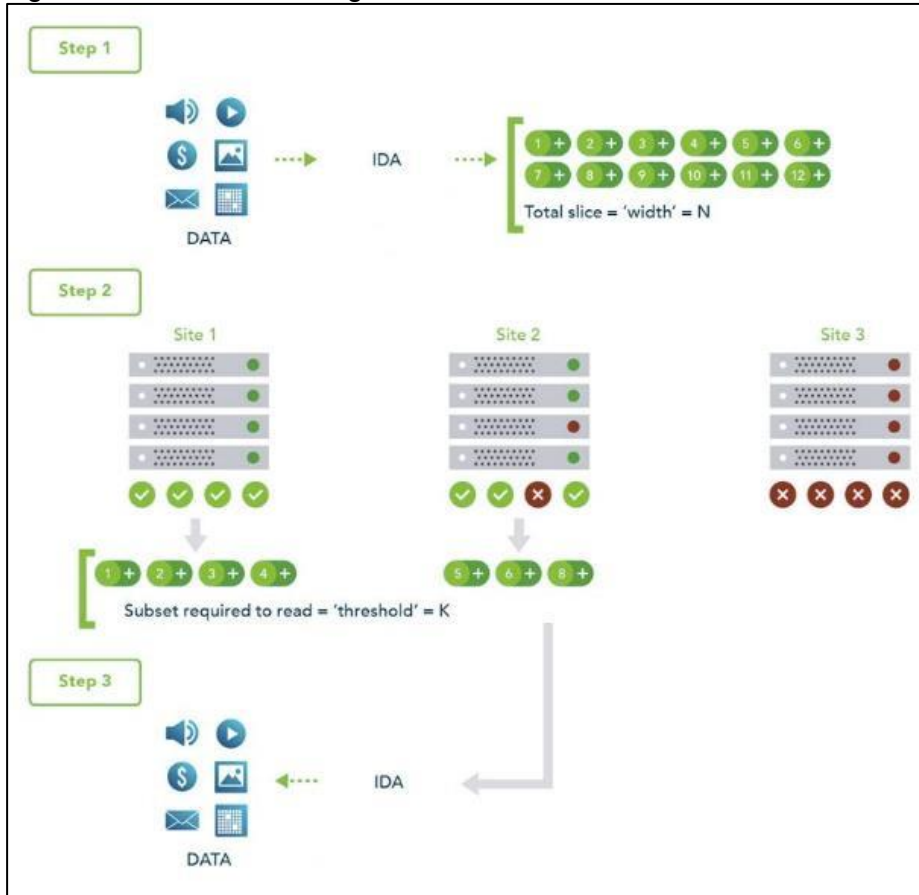 Step 1
1 + 2 + 3 + 4 + 5 + 6 +
IDA
7 + 8 + 9 + 10 + 11 + 12 +
Total slice = ‘width’ = N
DATA
Step 2
Site 1 Site 2 Site 3
1 + 2 + 3 + 4 + 5 + 6 + 8 +
Subset required to read = ‘threshold’ = K
Step 3
IDA
DATA